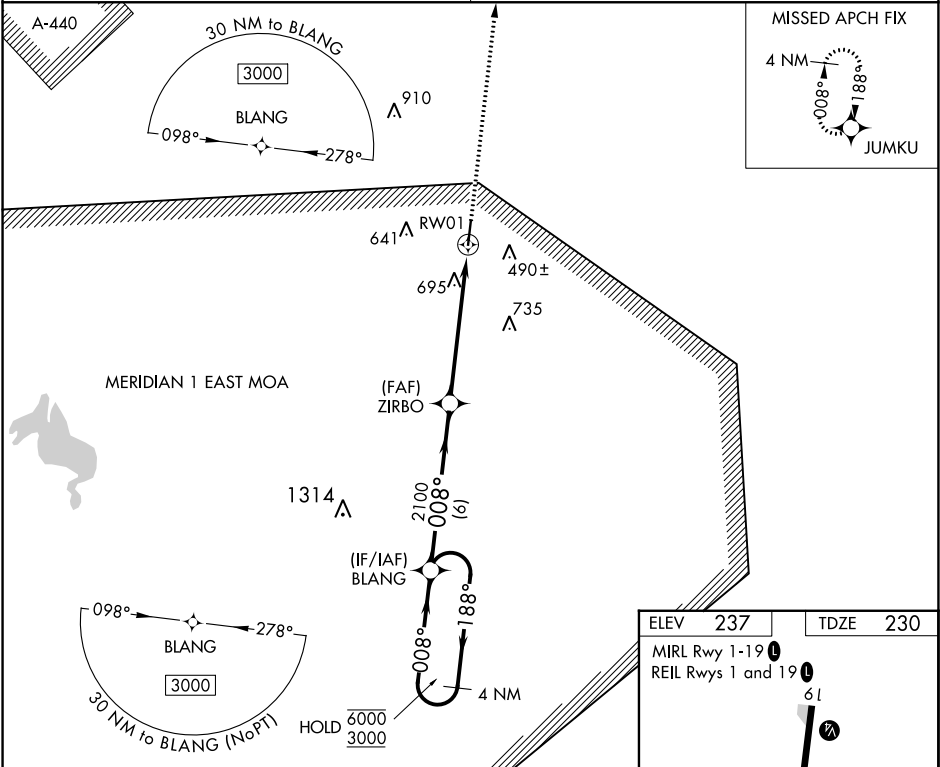 A-440
30 NM to BLANG
3000
BLANG
098°
278°
910
MISSED APCH FIX
4 NM
008°
188°
JUMKU
641
RW01
490±
695
735
MERIDIAN 1 EAST MOA
(FAF)
ZIRBO
1314
2100
008°
(6)
(IF/IAF)
BLANG
098°
278°
BLANG
3000
30 NM to BLANG (NoPT)
008°
188°
4 NM
HOLD 6000
3000
ELEV 237
TDZE 230
MIRL Rwy 1-19 L
REIL Rwys 1 and 19 L
19
V4